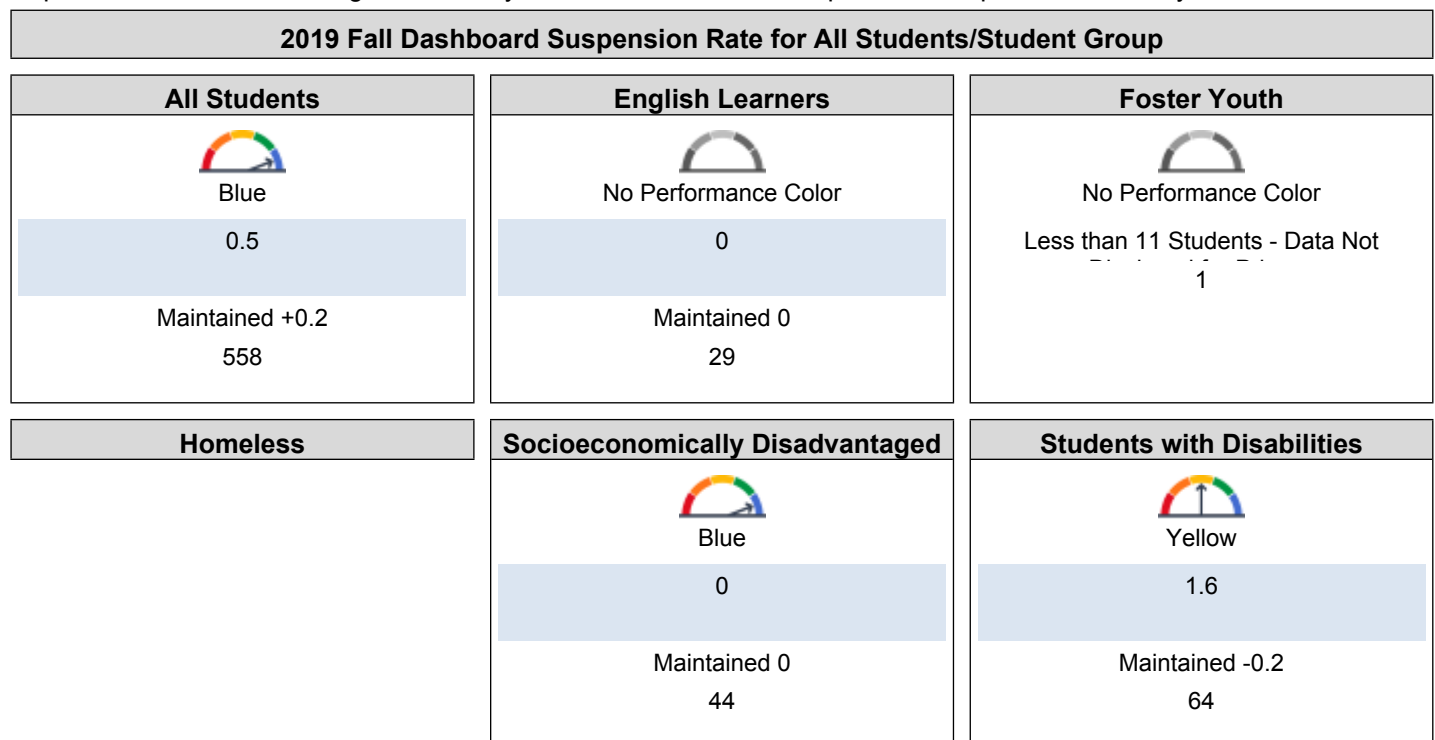 2019 Fall Dashboard Suspension Rate for All Students/Student Group
All Students
Blue
0.5
Maintained +0.2
558
English Learners
No Performance Color
0
Maintained 0
29
Foster Youth
No Performance Color
Less than 11 Students - Data Not
1
Homeless
Socioeconomically Disadvantaged
Blue
0
Maintained 0
44
Students with Disabilities
Yellow
1.6
Maintained -0.2
64